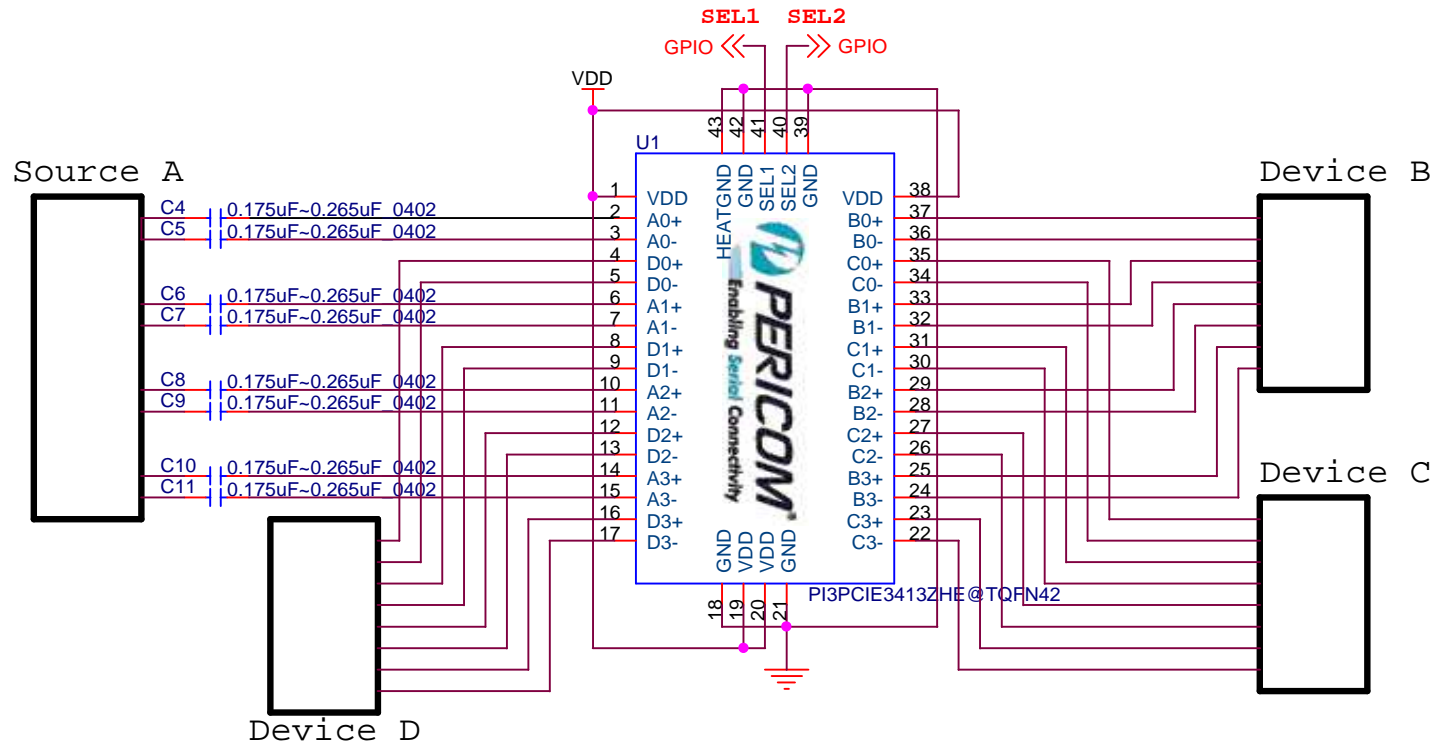 SEL1 SEL2
GPIO GPIO
VDD
43 42 41 40 39
U1
HEATGND GND SEL1 SEL2 GND
Source A
Device B
C4 0.175uF~0.265uF_0402
C5 0.175uF~0.265uF_0402
C6 0.175uF~0.265uF_0402
C7 0.175uF~0.265uF_0402
C8 0.175uF~0.265uF_0402
C9 0.175uF~0.265uF_0402
C10 0.175uF~0.265uF_0402
C11 0.175uF~0.265uF_0402
1 VDD VDD 38
2 A0+ B0+ 37
3 A0- B0- 36
4 D0+ C0+ 35
5 D0- C0- 34
6 A1+ B1+ 33
7 A1- B1- 32
8 D1+ C1+ 31
9 D1- C1- 30
10 A2+ B2+ 29
11 A2- B2- 28
12 D2+ C2+ 27
13 D2- C2- 26
14 A3+ B3+ 25
15 A3- B3- 24
16 D3+ C3+ 23
17 D3- C3- 22
PERICOM®
Enabling Serial Connectivity
Device C
GND VDD VDD GND
18 19 20 21
PI3PCIE3413ZHE@TQFN42
Device D